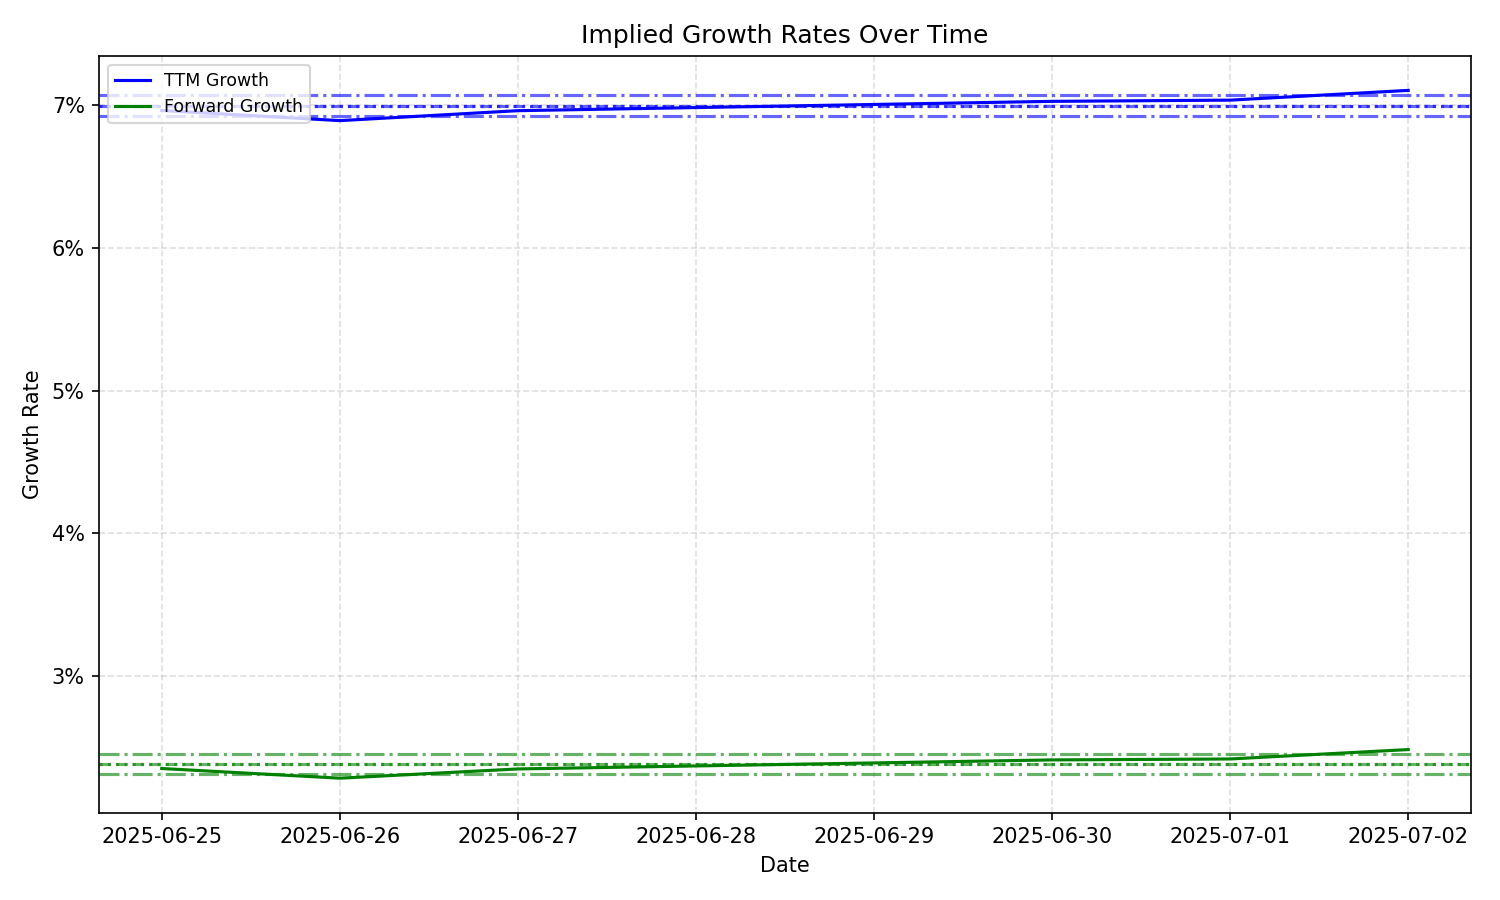 Implied Growth Rates Over Time
TTM Growth
Forward Growth
7%
6%
5%
4%
3%
Growth Rate
2025-06-25
2025-06-26
2025-06-27
2025-06-28
2025-06-29
2025-06-30
2025-07-01
2025-07-02
Date